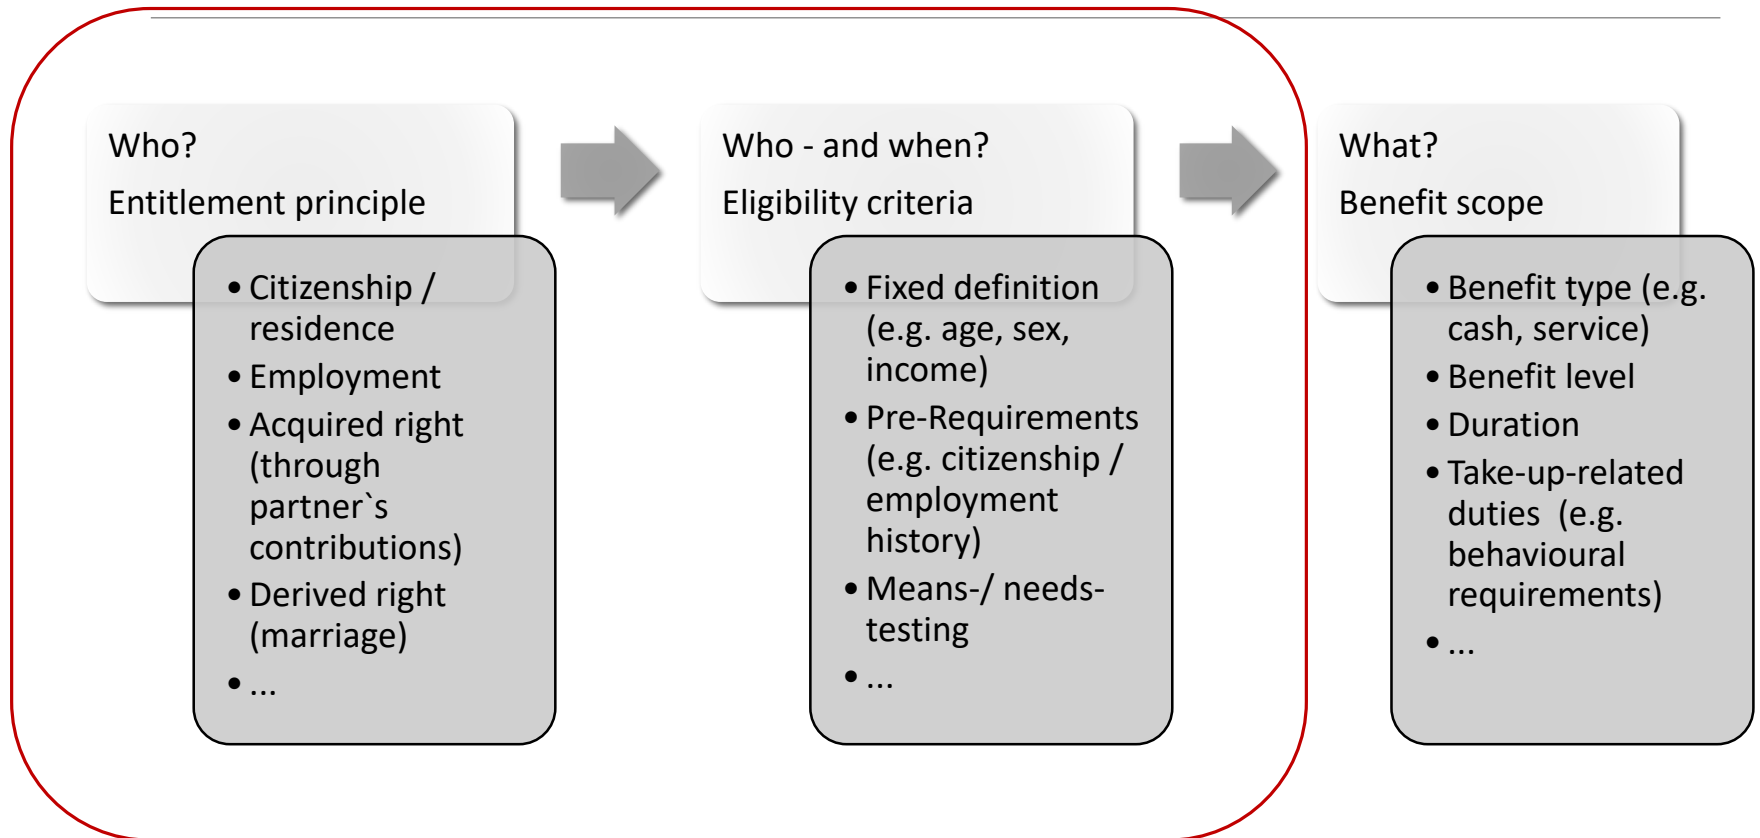 Who?
Entitlement principle
• Citizenship /
residence
• Employment
• Acquired right
(through
partner`s
contributions)
• Derived right
(marriage)
• ...
Who - and when?
Eligibility criteria
• Fixed definition
(e.g. age, sex,
income)
• Pre-Requirements
(e.g. citizenship /
employment
history)
• Means-/ needs-
testing
• ...
What?
Benefit scope
• Benefit type (e.g.
cash, service)
• Benefit level
• Duration
• Take-up-related
duties  (e.g.
behavioural
requirements)
• ...